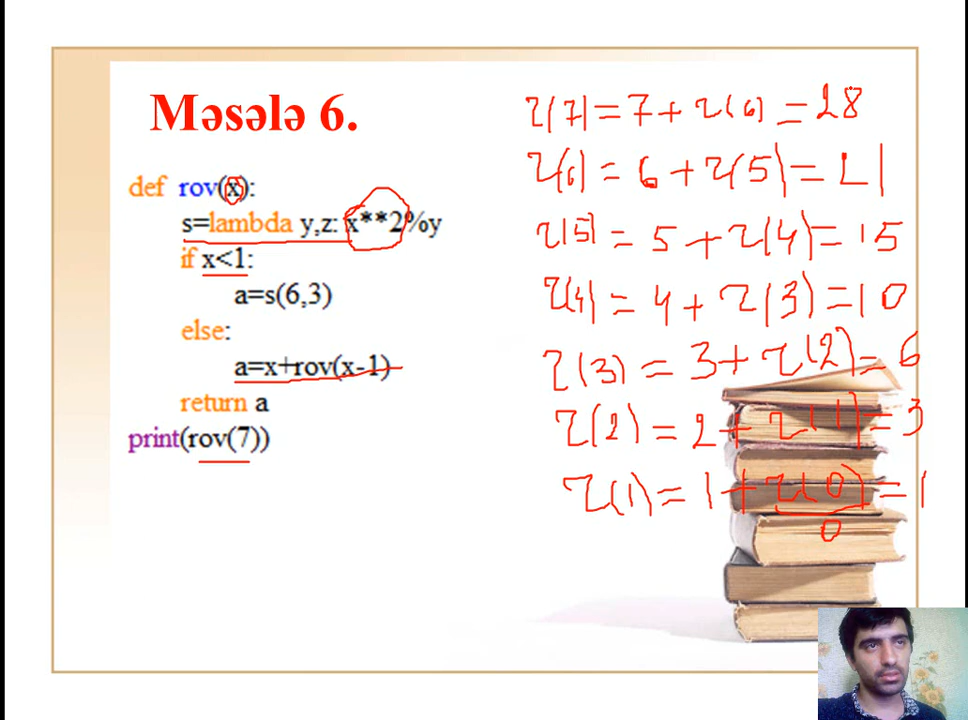 Məsələ 6.
def rov(x):
s=lambda y,z: x**2%y
if x<1:
a=s(6,3)
else:
a=x+rov(x-1)
return a
print(rov(7))
r(7)=7+r(6)=28
r(6)=6+r(5)=21
r(5)=5+r(4)=15
r(4)=4+r(3)=10
r(3)=3+r(2)=6
r(2)=2+r(1)=3
r(1)=1+r(0)=1
0